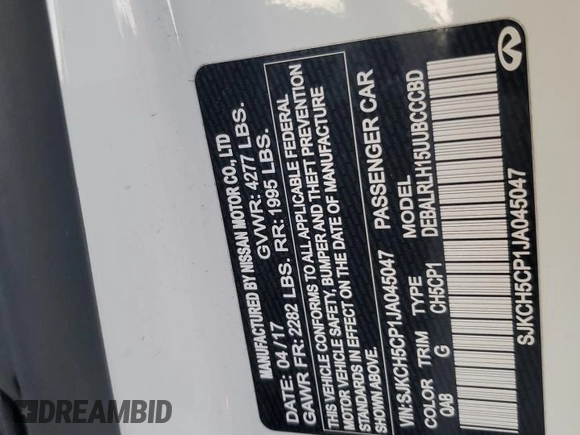 MANUFACTURED BY NISSAN MOTOR CO., LTD
DATE: 04/17 GVWR: 4277 LBS.
GAWR FR: 2282 LBS. RR: 1995 LBS.
THIS VEHICLE CONFORMS TO ALL APPLICABLE FEDERAL
MOTOR VEHICLE SAFETY, BUMPER AND THEFT PREVENTION
STANDARDS IN EFFECT ON THE DATE OF MANUFACTURE
SHOWN ABOVE.
VIN:SJKCH5CP1JA045047 PASSENGER CAR
COLOR TRIM TYPE MODEL
QAB G CH5CP1 DEBALRLH15UUBCCCBD
SJKCH5CP1JA045047
DREAMBID